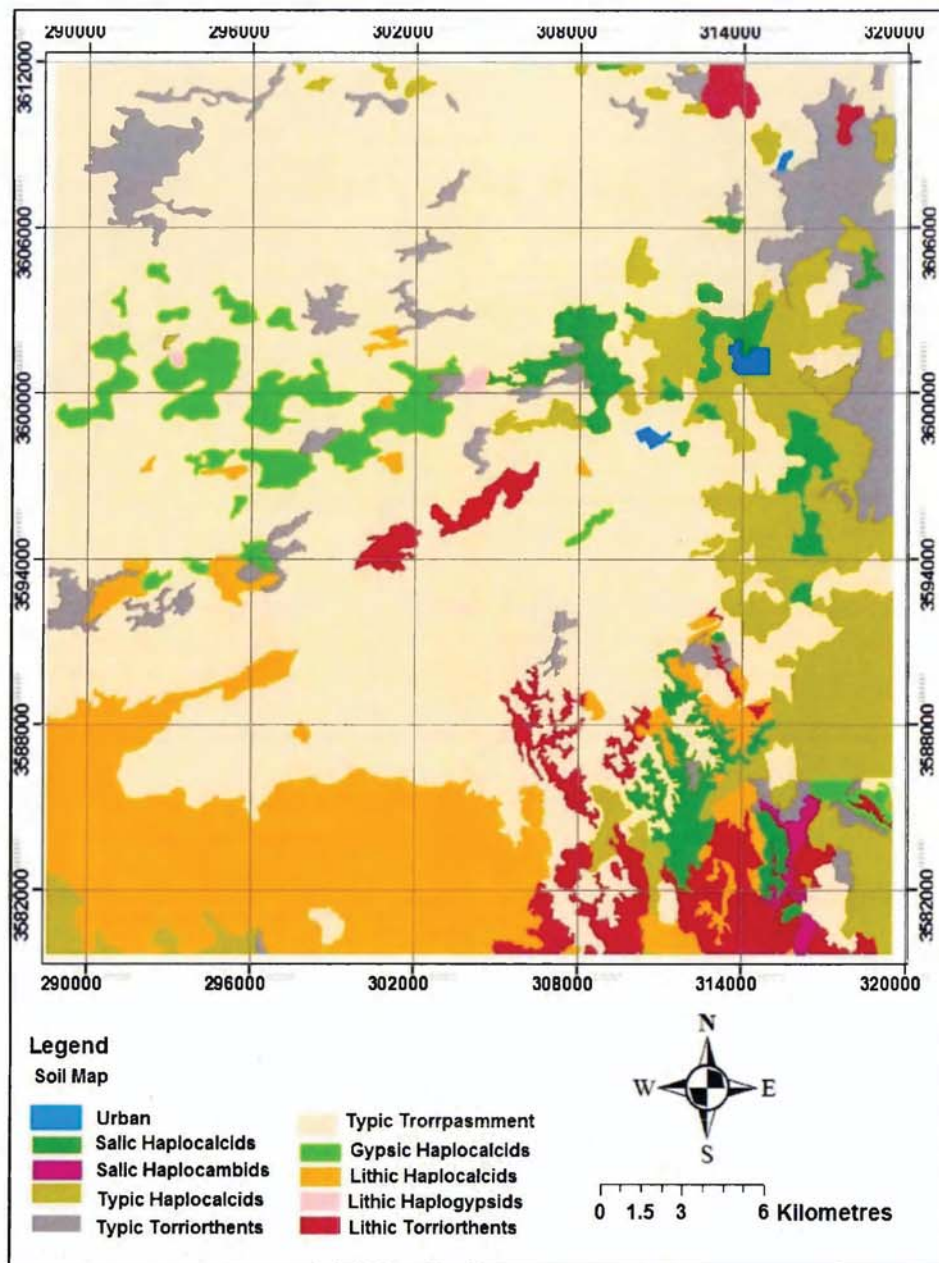 290000 296000 302000 308000 314000 320000
3612000
3606000 3606000
3600000 3600000
3594000 3594000
3588000 3588000
3582000 3582000
290000 296000 302000 308000 314000 320000
Legend
Soil Map
Urban
Salic Haplocalcids
Salic Haplocambids
Typic Haplocalcids
Typic Torriorthents
Typic Trorrpasmment
Gypsic Haplocalcids
Lithic Haplocalcids
Lithic Haplogypsids
Lithic Torriorthents
N
W E
S
0 1.5 3 6 Kilometres